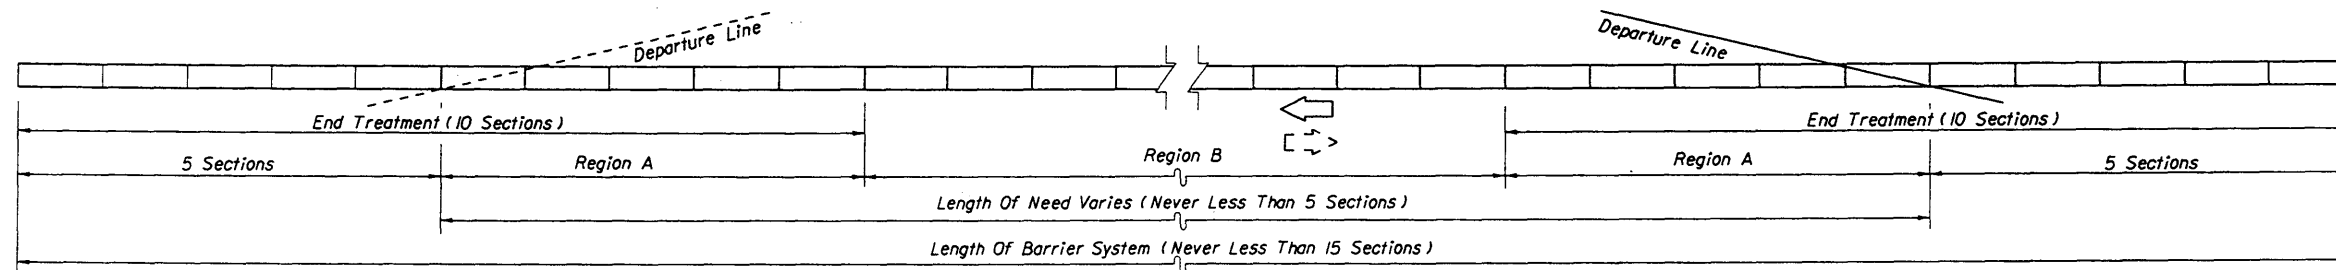 Departure Line
Departure Line
End Treatment (10 Sections)
End Treatment (10 Sections)
5 Sections
Region A
Region B
Region A
5 Sections
Length Of Need Varies (Never Less Than 5 Sections)
Length Of Barrier System (Never Less Than 15 Sections)